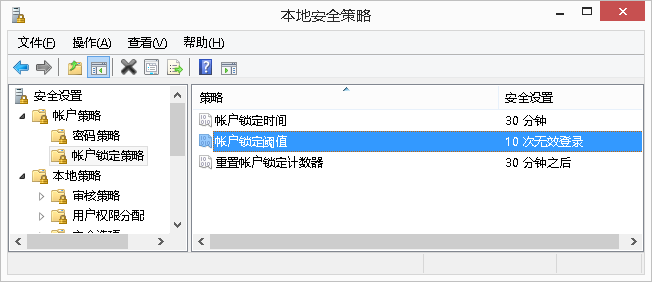 本地安全策略
文件(F) 操作(A) 查看(V) 帮助(H)
安全设置
帐户策略
密码策略
帐户锁定策略
本地策略
审核策略
用户权限分配
策略 安全设置
帐户锁定时间 30 分钟
帐户锁定阈值 10 次无效登录
重置帐户锁定计数器 30 分钟之后